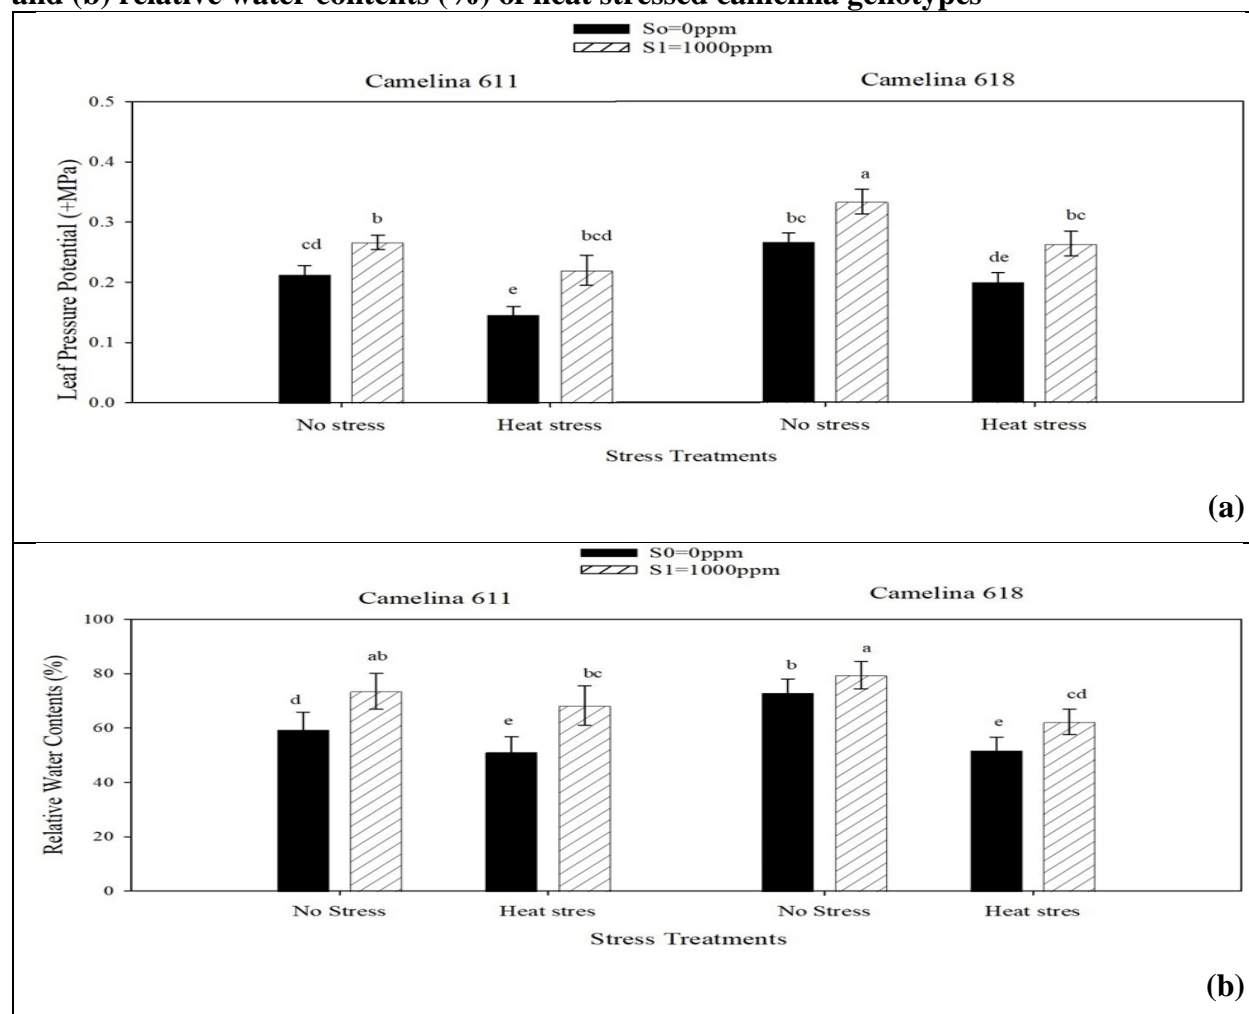 and (b) relative water contents (%) of heat stressed camelina genotypes
So=0ppm
S1=1000ppm
Camelina 611
Camelina 618
0.5
0.4
0.3
0.2
0.1
0.0
Leaf Pressure Potential (+MPa)
cd
b
e
bcd
bc
a
de
bc
No stress
Heat stress
No stress
Heat stress
Stress Treatments
(a)
S0=0ppm
S1=1000ppm
Camelina 611
Camelina 618
100
80
60
40
20
0
Relative Water Contents (%)
d
ab
e
bc
b
a
e
cd
No Stress
Heat stres
No Stress
Heat stres
Stress Treatments
(b)